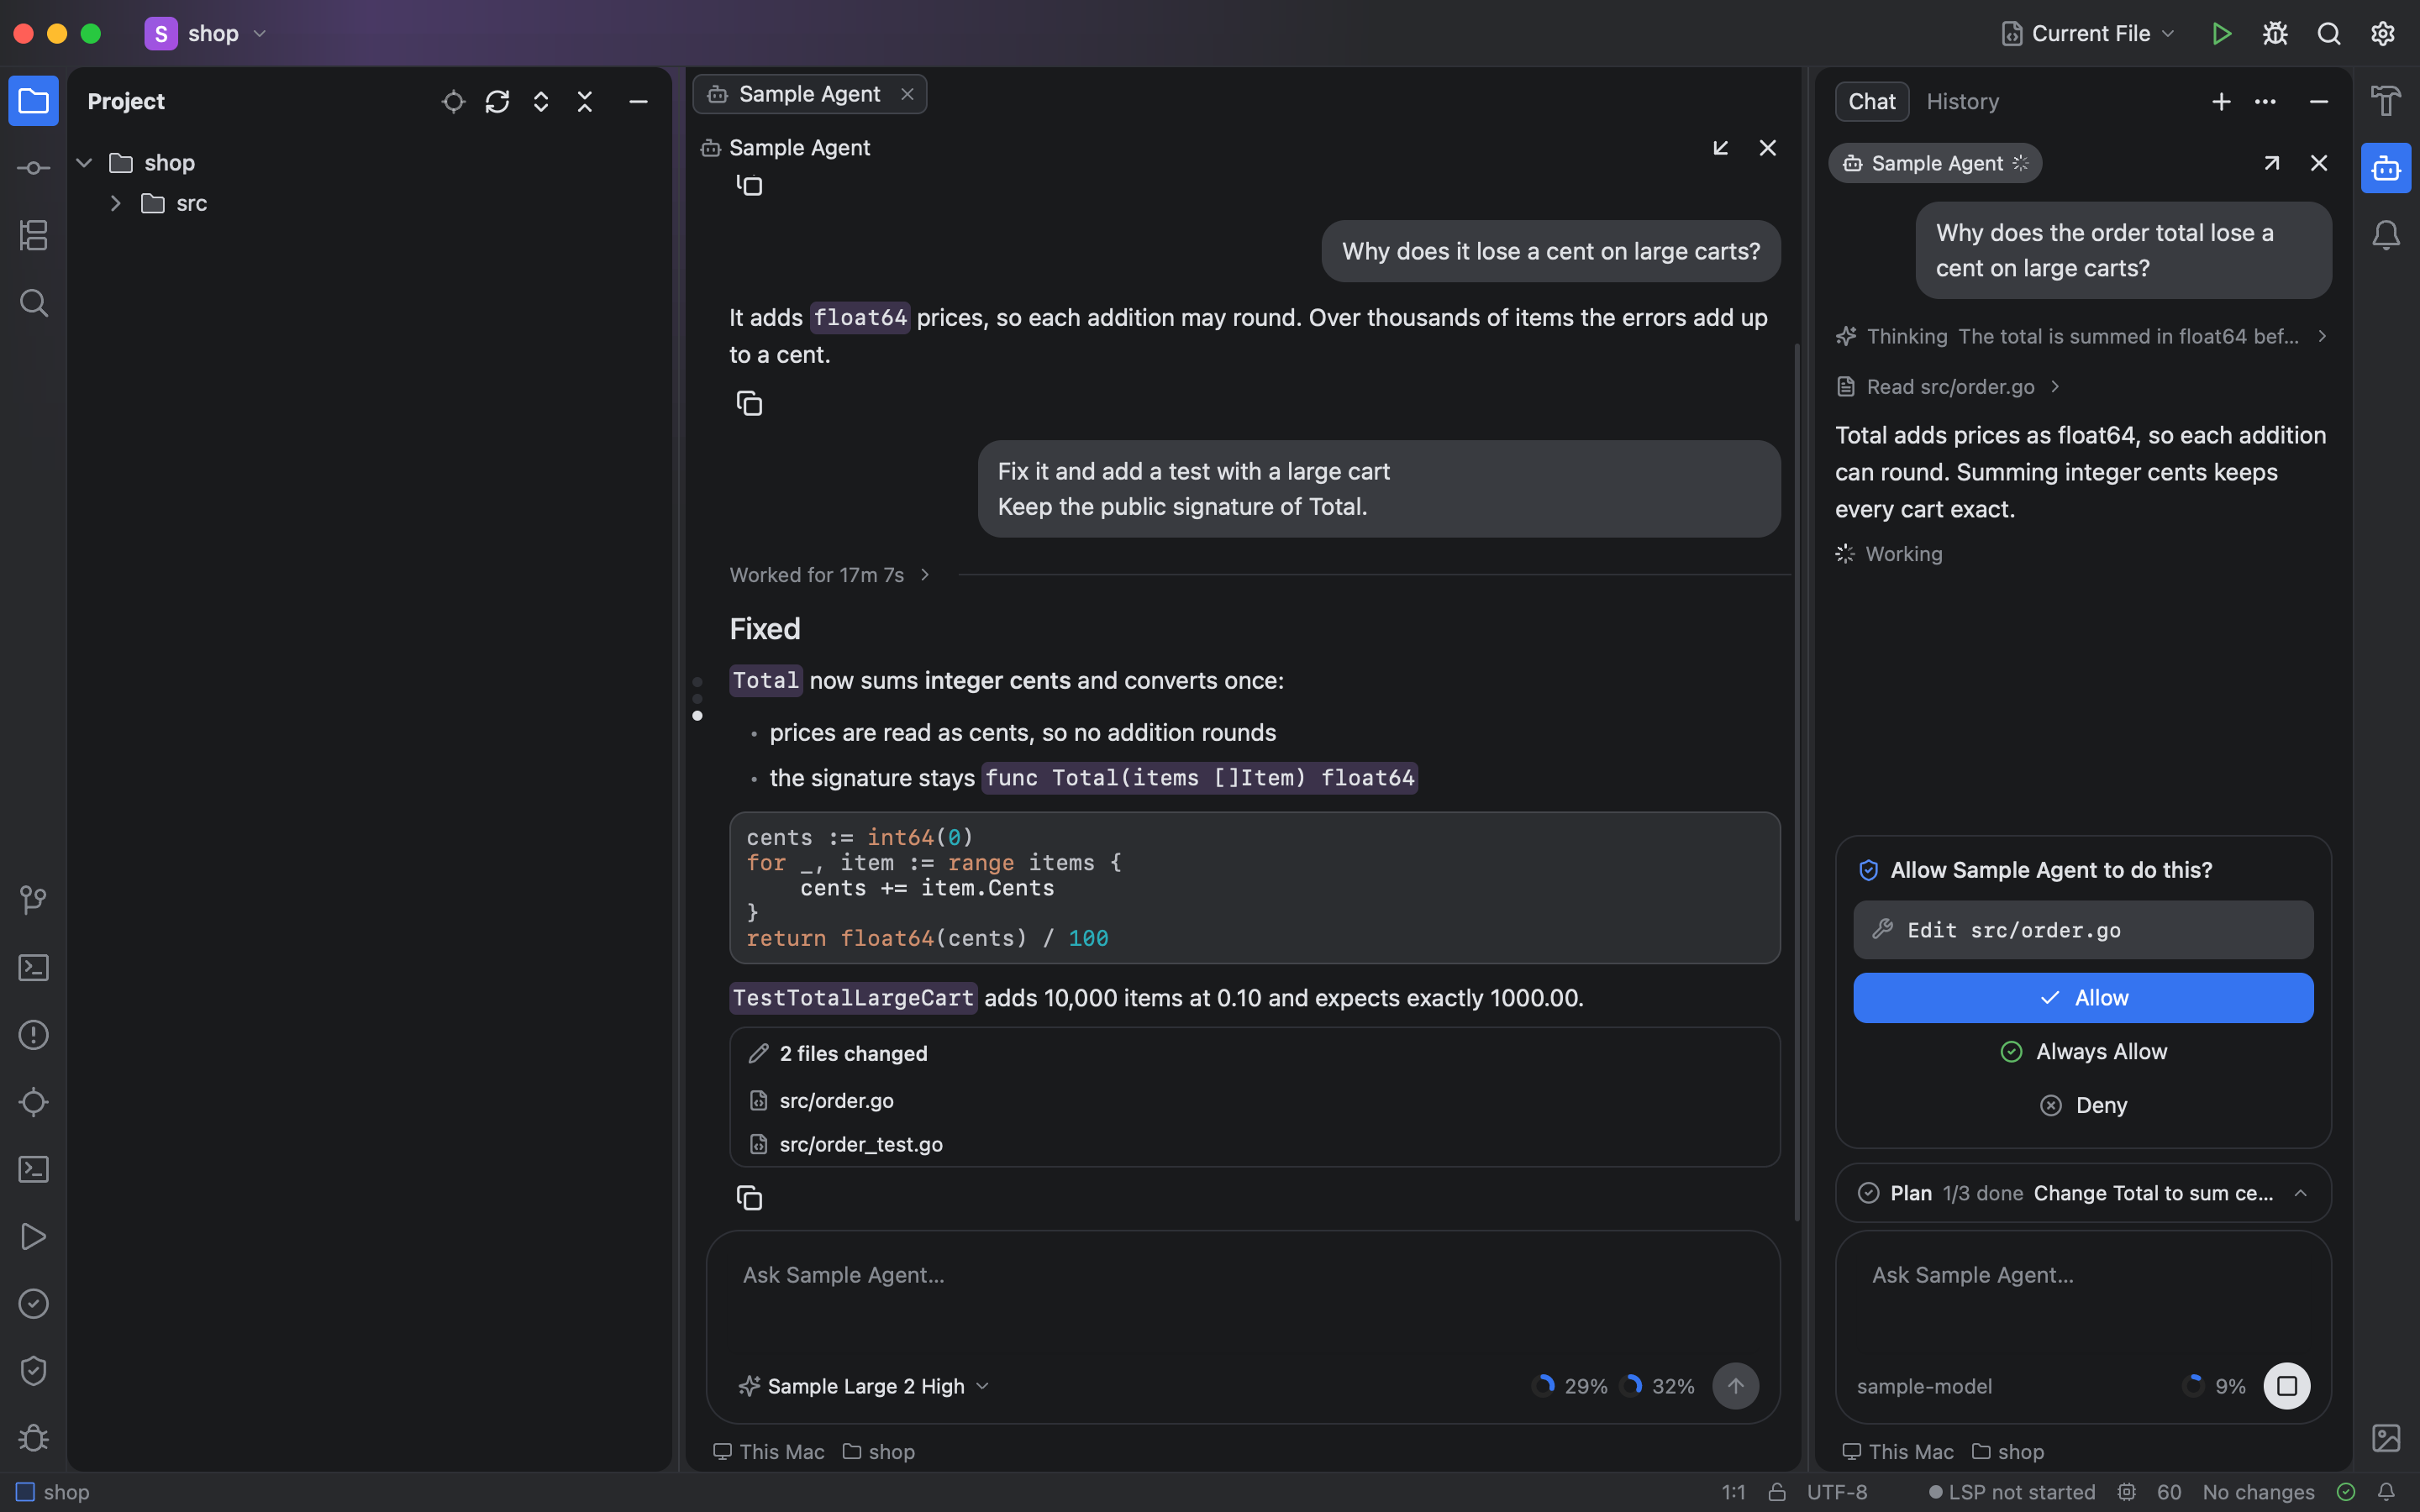 S shop
Current File
Project
shop
src
Sample Agent
Sample Agent
Why does it lose a cent on large carts?
It adds float64 prices, so each addition may round. Over thousands of items the errors add up
to a cent.
Fix it and add a test with a large cart
Keep the public signature of Total.
Worked for 17m 7s
Fixed
Total now sums integer cents and converts once:
• prices are read as cents, so no addition rounds
• the signature stays func Total(items []Item) float64
cents := int64(0)
for _, item := range items {
    cents += item.Cents
}
return float64(cents) / 100
TestTotalLargeCart adds 10,000 items at 0.10 and expects exactly 1000.00.
2 files changed
src/order.go
src/order_test.go
Ask Sample Agent...
Sample Large 2 High
29% 32%
This Mac shop
Chat History
Sample Agent
Why does the order total lose a
cent on large carts?
Thinking The total is summed in float64 bef...
Read src/order.go
Total adds prices as float64, so each addition
can round. Summing integer cents keeps
every cart exact.
Working
Allow Sample Agent to do this?
Edit src/order.go
Allow
Always Allow
Deny
Plan 1/3 done Change Total to sum ce...
Ask Sample Agent...
sample-model 9%
This Mac shop
shop
1:1 UTF-8 LSP not started 60 No changes